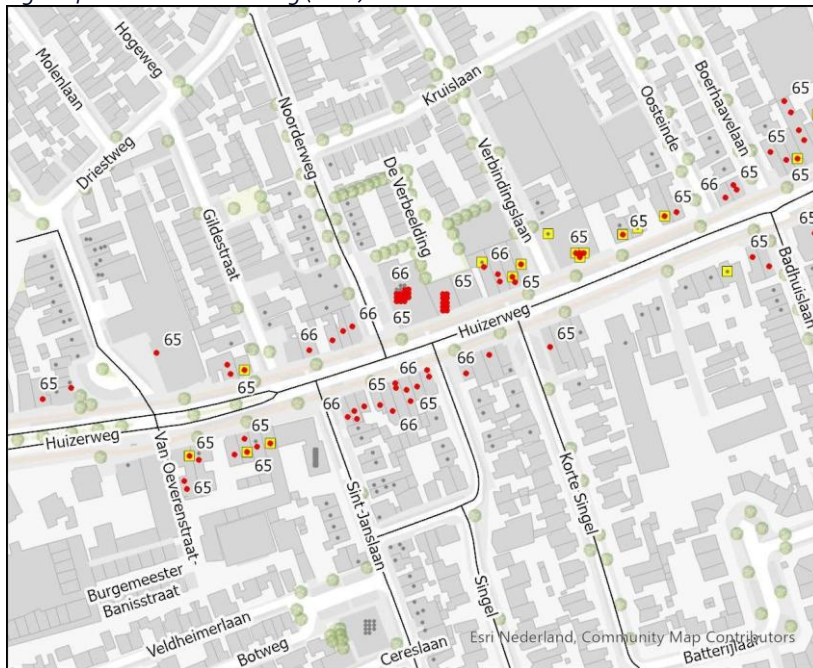 Molenlaan
Hogeweg
Driestweg
Noorderweg
Kruislaan
De Verbeelding
Verbindingslaan
Oosteinde
Boerhaavelaan
Gildestraat
65
65
65
66
65
65
65
66
65
66
65
66
65
66
65
Huizerweg
65
65
65
65
66
65
66
65
66
66
65
Badhuislaan
Huizerweg
65
65
65
65
Van Oeverenstraat
Sint Janslaan
Korte Singel
Singel
Burgemeester
Banisstraat
Veldheimerlaan
Botweg
Cereslaan
Esri Nederland, Community Map Contributors